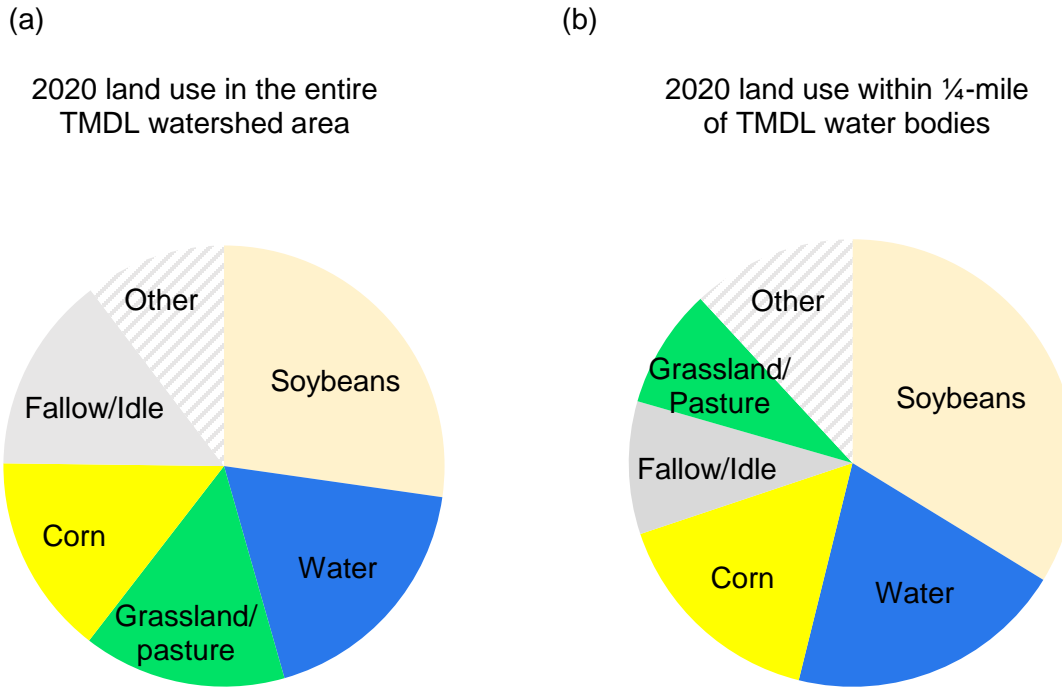 (a)
2020 land use in the entire
TMDL watershed area
Other
Soybeans
Fallow/Idle
Corn
Water
Grassland/
pasture
(b)
2020 land use within ¼-mile
of TMDL water bodies
Other
Grassland/
Pasture
Soybeans
Fallow/Idle
Corn
Water